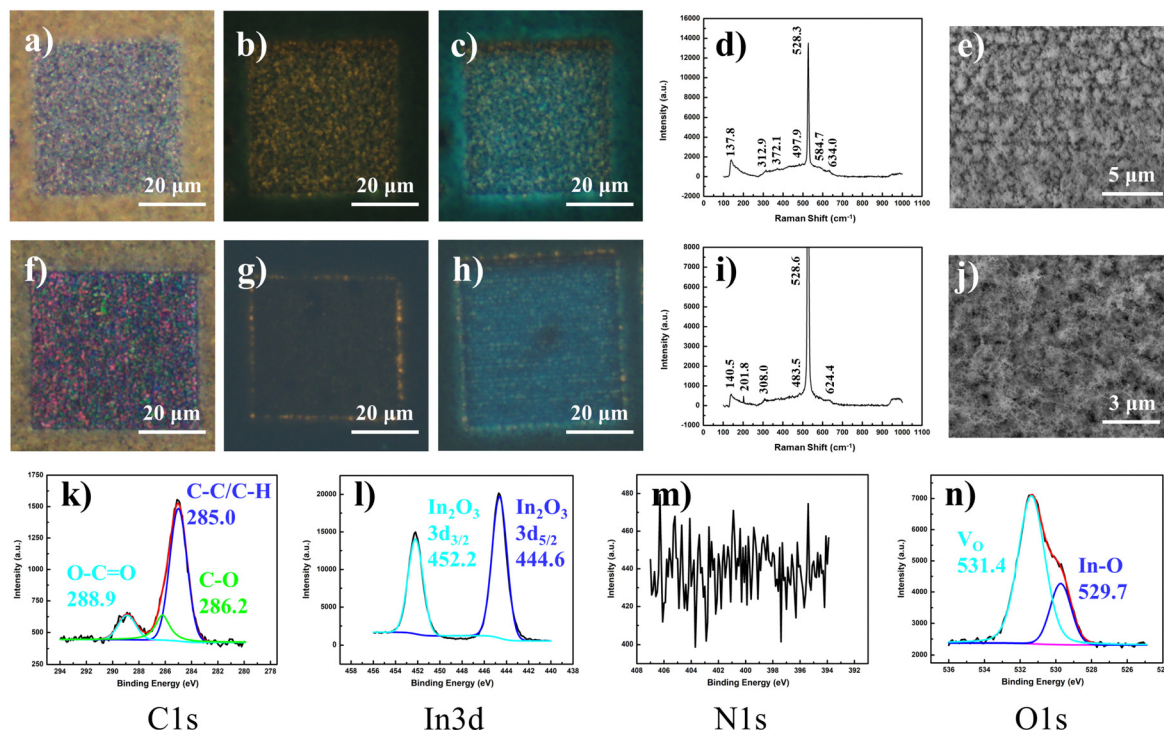 a)
20 μm
b)
20 μm
c)
20 μm
d)
Intensity (a.u.)
16000
14000
12000
10000
8000
6000
4000
2000
0
137.8
312.9
372.1
497.9
528.3
584.7
634.0
0 100 200 300 400 500 600 700 800 900 1000 1100
Raman Shift (cm⁻¹)
e)
5 μm
f)
20 μm
g)
20 μm
h)
20 μm
i)
Intensity (a.u.)
8000
7000
6000
5000
4000
3000
2000
1000
0
-1000
140.5
201.8
308.0
483.5
528.6
624.4
0 100 200 300 400 500 600 700 800 900 1000 1100
Raman Shift (cm⁻¹)
j)
3 μm
k)
Intensity (a.u.)
1750
1500
1250
1000
750
500
250
C-C/C-H
285.0
O-C=O
288.9
C-O
286.2
294 292 290 288 286 284 282 280 278
Binding Energy (eV)
C1s
l)
Intensity (a.u.)
20000
15000
10000
5000
0
In₂O₃
3d₃/₂
452.2
In₂O₃
3d₅/₂
444.6
456 454 452 450 448 446 444 442 440 438
Binding Energy (eV)
In3d
m)
Intensity (a.u.)
480
470
460
450
440
430
420
410
400
408 406 404 402 400 398 396 394 392
Binding Energy (eV)
N1s
n)
Intensity (a.u.)
7000
6000
5000
4000
3000
2000
V_O
531.4
In-O
529.7
536 534 532 530 528 526
Binding Energy (eV)
O1s